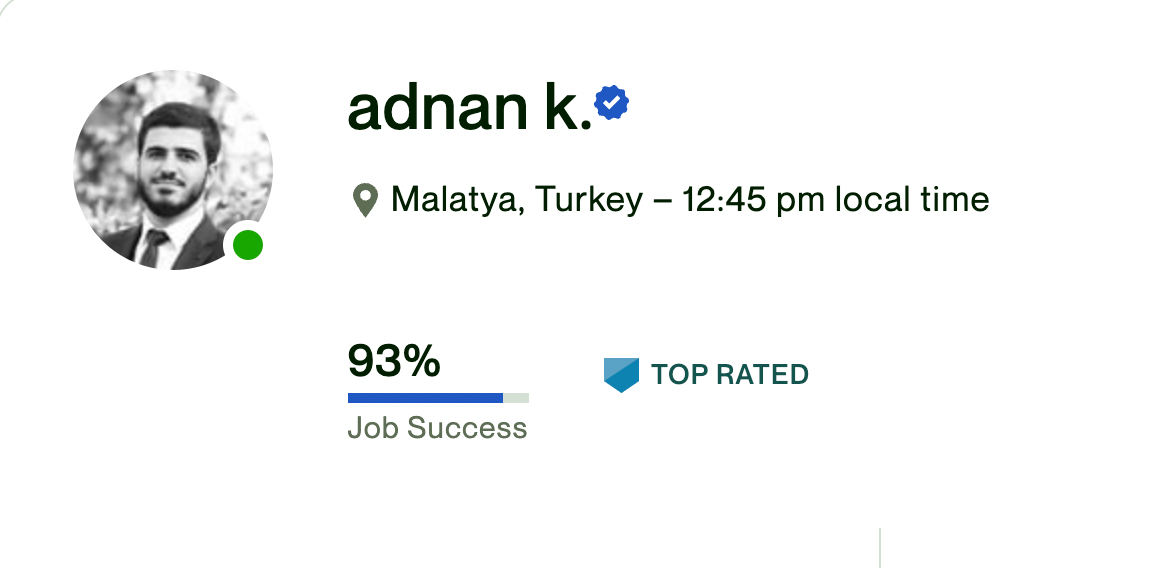 adnan k.
Malatya, Turkey – 12:45 pm local time
93%
TOP RATED
Job Success